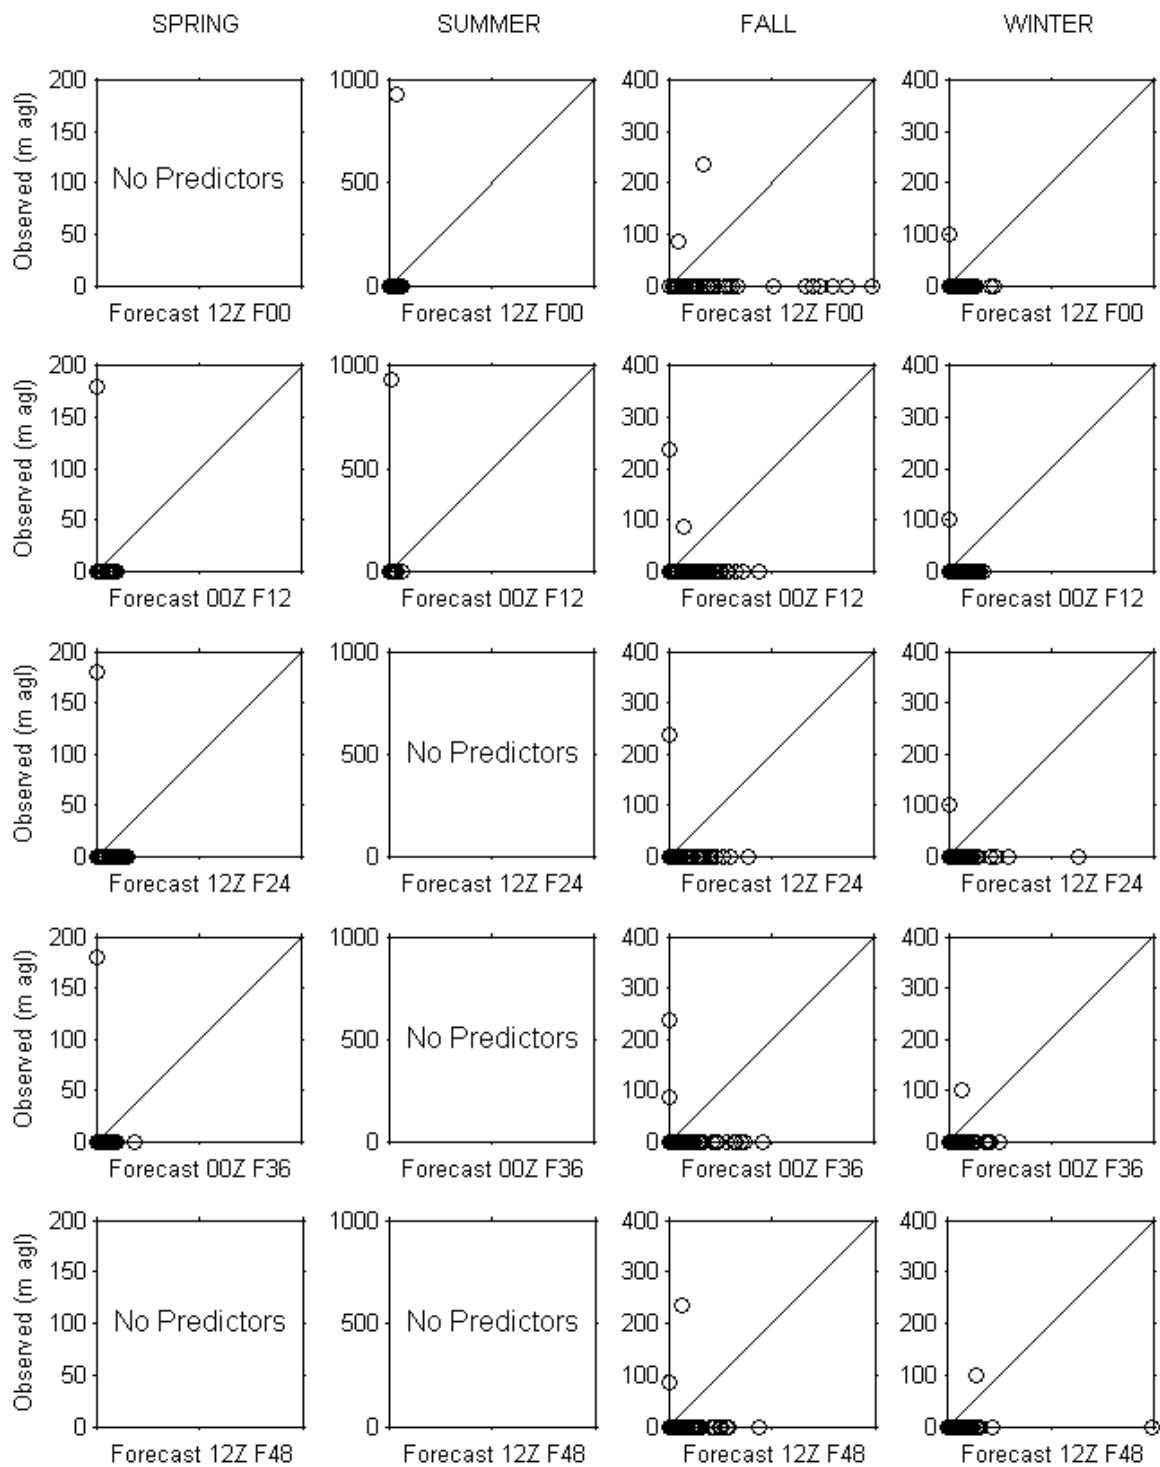 SPRING SUMMER FALL WINTER
Observed (m agl)
200 1000 400 400
150 300 300
100 No Predictors 500 200 200
50 100 100
0 0 0 0
Forecast 12Z F00 Forecast 12Z F00 Forecast 12Z F00 Forecast 12Z F00
Observed (m agl)
200 1000 400 400
150 300 300
100 500 200 200
50 100 100
0 0 0 0
Forecast 00Z F12 Forecast 00Z F12 Forecast 00Z F12 Forecast 00Z F12
Observed (m agl)
200 1000 400 400
150 300 300
100 500 No Predictors 200 200
50 100 100
0 0 0 0
Forecast 12Z F24 Forecast 12Z F24 Forecast 12Z F24 Forecast 12Z F24
Observed (m agl)
200 1000 400 400
150 300 300
100 500 No Predictors 200 200
50 100 100
0 0 0 0
Forecast 00Z F36 Forecast 00Z F36 Forecast 00Z F36 Forecast 00Z F36
Observed (m agl)
200 1000 400 400
150 300 300
100 No Predictors 500 No Predictors 200 200
50 100 100
0 0 0 0
Forecast 12Z F48 Forecast 12Z F48 Forecast 12Z F48 Forecast 12Z F48